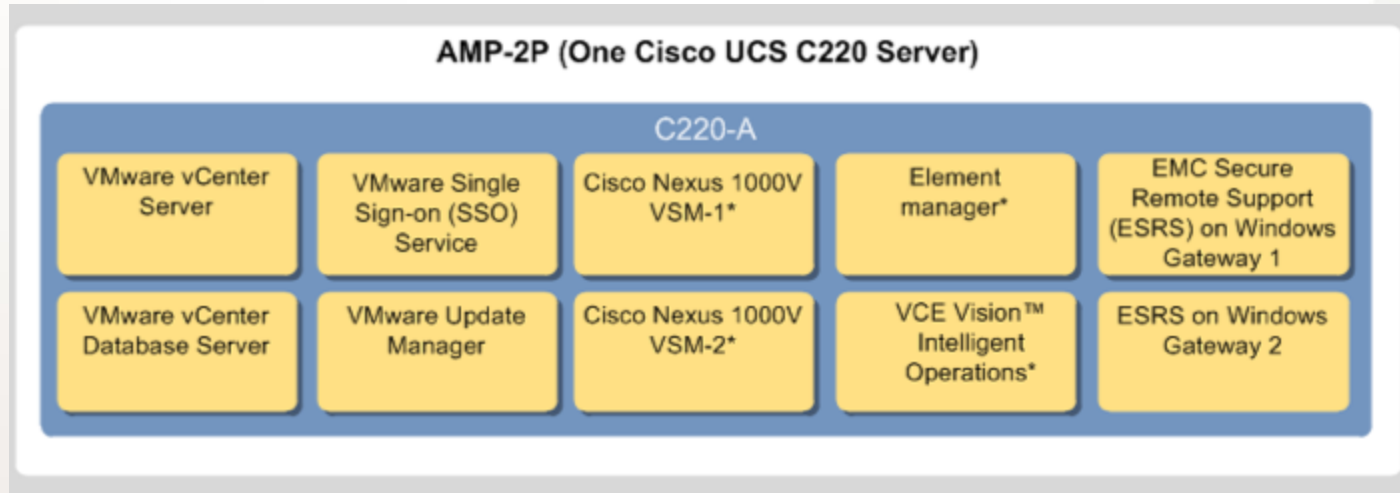 AMP-2P (One Cisco UCS C220 Server)
C220-A
VMware vCenter
Server
VMware Single
Sign-on (SSO)
Service
Cisco Nexus 1000V
VSM-1*
Element
manager*
EMC Secure
Remote Support
(ESRS) on Windows
Gateway 1
VMware vCenter
Database Server
VMware Update
Manager
Cisco Nexus 1000V
VSM-2*
VCE Vision™
Intelligent
Operations*
ESRS on Windows
Gateway 2